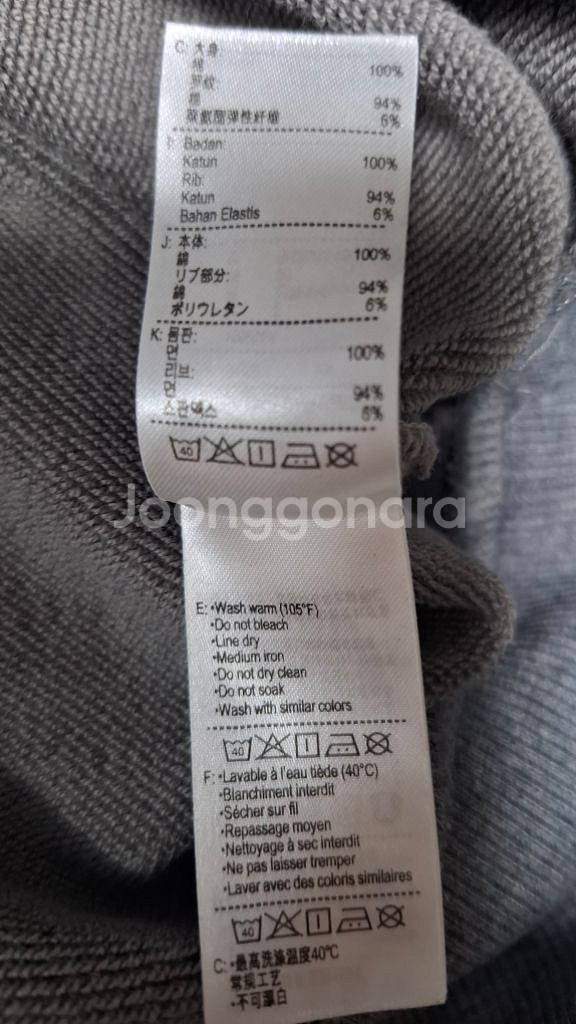 C: 大身:
棉 100%
罗纹:
棉 94%
聚氨酯弹性纤维 6%
I: Badan:
Katun 100%
Rib:
Katun 94%
Bahan Elastis 6%
J: 本体:
綿 100%
リブ部分:
綿 94%
ポリウレタン 6%
K: 몸판:
면 100%
리브:
면 94%
스판덱스 6%
40
Joonggonara
E: •Wash warm (105°F)
•Do not bleach
•Line dry
•Medium iron
•Do not dry clean
•Do not soak
•Wash with similar colors
40
F: •Lavable à l'eau tiède (40°C)
•Blanchiment interdit
•Sécher sur fil
•Repassage moyen
•Nettoyage à sec interdit
•Ne pas laisser tremper
•Laver avec des coloris similaires
40
C: •最高洗涤温度40℃
常规工艺
•不可漂白